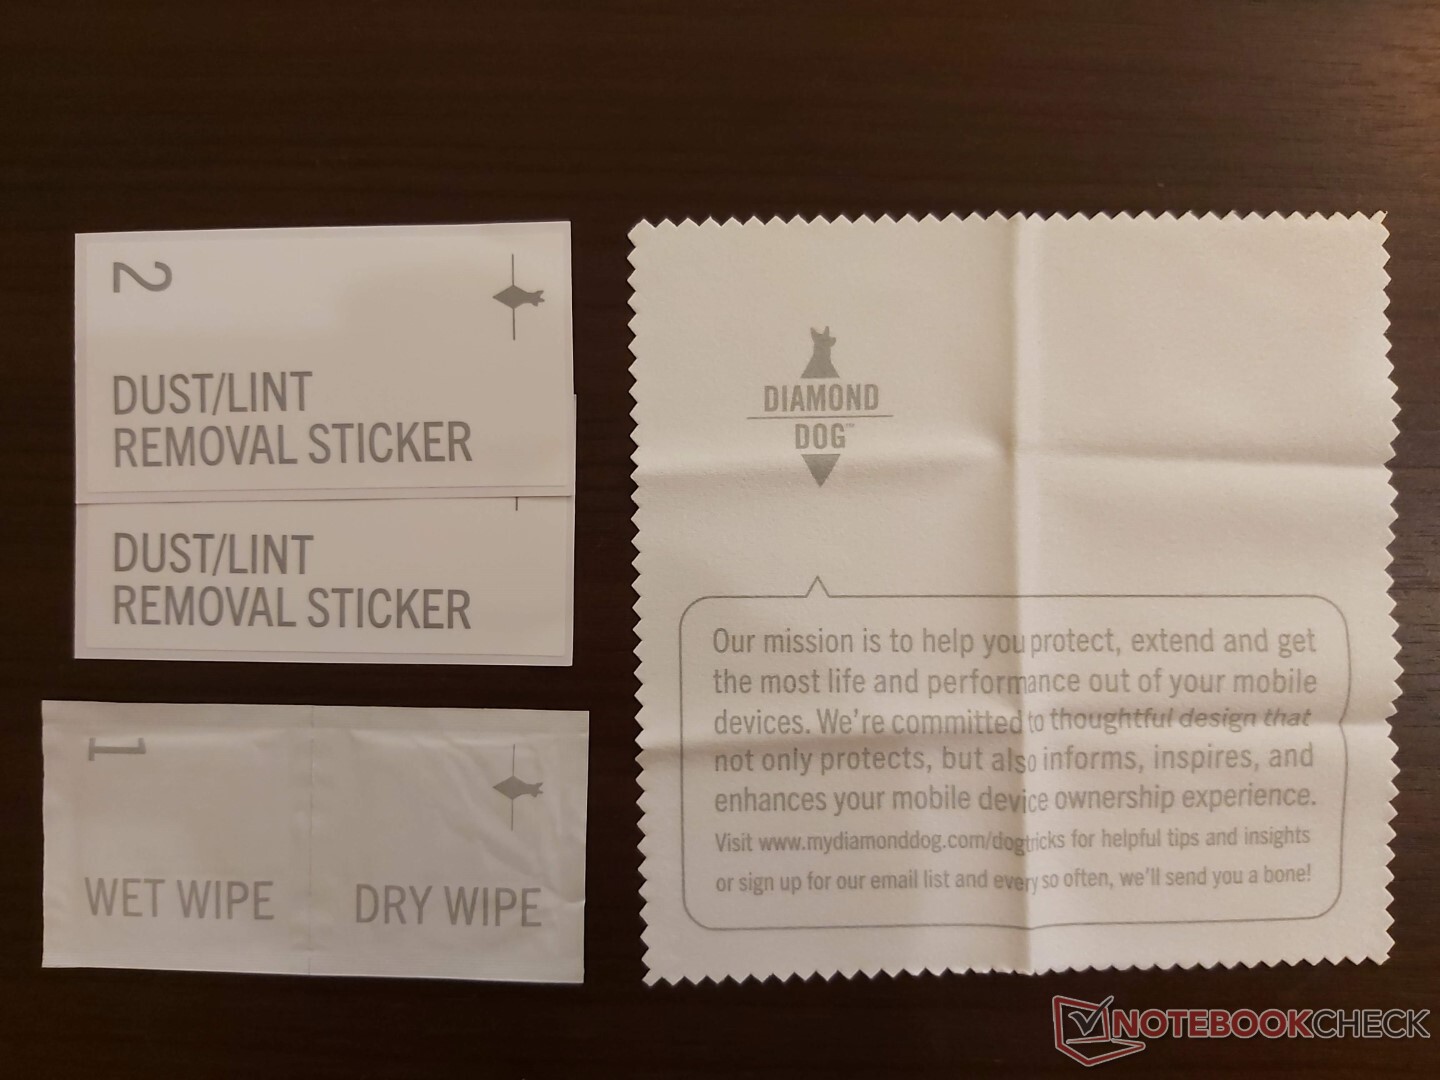 2
DUST/LINT
REMOVAL STICKER
DUST/LINT
REMOVAL STICKER
1
WET WIPE
DRY WIPE
DIAMOND
DOG™
Our mission is to help you protect, extend and get
the most life and performance out of your mobile
devices. We're committed to thoughtful design that
not only protects, but also informs, inspires, and
enhances your mobile device ownership experience.
Visit www.mydiamonddog.com/dogtricks for helpful tips and insights
or sign up for our email list and every so often, we'll send you a bone!
NOTEBOOKCHECK